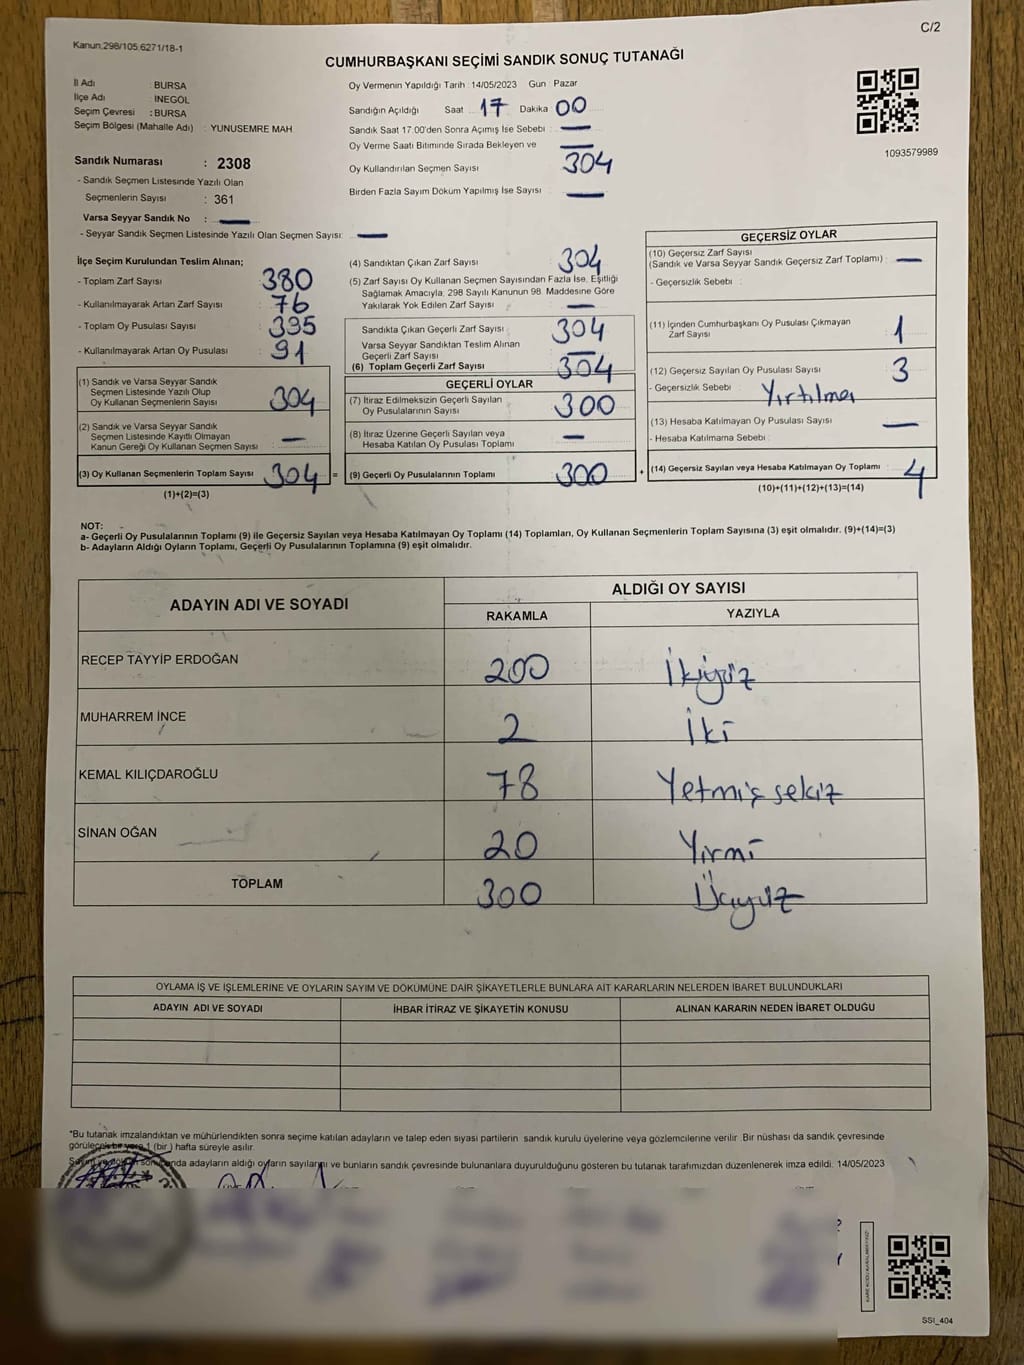 C/2
Kanun.298/105.6271/18-1
CUMHURBAŞKANI SEÇİMİ SANDIK SONUÇ TUTANAĞI
İl Adı : BURSA
İlçe Adı : İNEGÖL
Seçim Çevresi : BURSA
Seçim Bölgesi (Mahalle Adı) : YUNUSEMRE MAH
Sandık Numarası : 2308
- Sandık Seçmen Listesinde Yazılı Olan
Seçmenlerin Sayısı : 361
Varsa Seyyar Sandık No : —
- Seyyar Sandık Seçmen Listesinde Yazılı Olan Seçmen Sayısı: —
Oy Vermenin Yapıldığı Tarih : 14/05/2023 Gün : Pazar
Sandığın Açıldığı Saat 17 Dakika 00
Sandık Saat 17.00'den Sonra Açımış İse Sebebi : —
Oy Verme Saati Bitiminde Sırada Bekleyen ve —
Oy Kullandırılan Seçmen Sayısı 304
Birden Fazla Sayım Döküm Yapılmış İse Sayısı : —
1093579989
İlçe Seçim Kurulundan Teslim Alınan;
- Toplam Zarf Sayısı : 380
- Kullanılmayarak Artan Zarf Sayısı : 76
- Toplam Oy Pusulası Sayısı : 395
- Kullanılmayarak Artan Oy Pusulası : 91
(1) Sandık ve Varsa Seyyar Sandık
Seçmen Listesinde Yazılı Olup
Oy Kullanan Seçmenlerin Sayısı : 304
(2) Sandık ve Varsa Seyyar Sandık
Seçmen Listesinde Kayıtlı Olmayan
Kanun Gereği Oy Kullanan Seçmen Sayısı : —
(3) Oy Kullanan Seçmenlerin Toplam Sayısı : 304 =
(1)+(2)=(3)
(4) Sandıktan Çıkan Zarf Sayısı : 304
(5) Zarf Sayısı Oy Kullanan Seçmen Sayısından Fazla İse, Eşitliği
Sağlamak Amacıyla; 298 Sayılı Kanunun 98. Maddesine Göre
Yakılarak Yok Edilen Zarf Sayısı : —
Sandıkta Çıkan Geçerli Zarf Sayısı : 304
Varsa Seyyar Sandıktan Teslim Alınan
Geçerli Zarf Sayısı : —
(6) Toplam Geçerli Zarf Sayısı : 304
GEÇERLİ OYLAR
(7) İtiraz Edilmeksizin Geçerli Sayılan
Oy Pusulalarının Sayısı : 300
(8) İtiraz Üzerine Geçerli Sayılan veya
Hesaba Katılan Oy Pusulası Toplamı : —
(9) Geçerli Oy Pusulalarının Toplamı : 300 +
GEÇERSİZ OYLAR
(10) Geçersiz Zarf Sayısı
(Sandık ve Varsa Seyyar Sandık Geçersiz Zarf Toplamı) : —
- Geçersizlik Sebebi :
(11) İçinden Cumhurbaşkanı Oy Pusulası Çıkmayan
Zarf Sayısı : 1
(12) Geçersiz Sayılan Oy Pusulası Sayısı : 3
- Geçersizlik Sebebi : Yırtılması
(13) Hesaba Katılmayan Oy Pusulası Sayısı : —
- Hesaba Katılmama Sebebi :
(14) Geçersiz Sayılan veya Hesaba Katılmayan Oy Toplamı : 4
(10)+(11)+(12)+(13)=(14)
NOT:
a- Geçerli Oy Pusulalarının Toplamı (9) ile Geçersiz Sayılan veya Hesaba Katılmayan Oy Toplamı (14) Toplamları, Oy Kullanan Seçmenlerin Toplam Sayısına (3) eşit olmalıdır. (9)+(14)=(3)
b- Adayların Aldığı Oyların Toplamı, Geçerli Oy Pusulalarının Toplamına (9) eşit olmalıdır.
ADAYIN ADI VE SOYADI ALDIĞI OY SAYISI
RAKAMLA YAZIYLA
RECEP TAYYİP ERDOĞAN 200 İkiyüz
MUHARREM İNCE 2 İki
KEMAL KILIÇDAROĞLU 78 Yetmiş sekiz
SİNAN OĞAN 20 Yirmi
TOPLAM 300 Üçyüz
OYLAMA İŞ VE İŞLEMLERİNE VE OYLARIN SAYIM VE DÖKÜMÜNE DAİR ŞİKAYETLERLE BUNLARA AİT KARARLARIN NELERDEN İBARET BULUNDUKLARI
ADAYIN ADI VE SOYADI İHBAR İTİRAZ VE ŞİKAYETİN KONUSU ALINAN KARARIN NEDEN İBARET OLDUĞU
*Bu tutanak imzalandıktan ve mühürlendikten sonra seçime katılan adayların ve talep eden siyasi partilerin sandık kurulu üyelerine veya gözlemcilerine verilir. Bir nüshası da sandık çevresinde
görülecek bir yere 1 (bir ) hafta süreyle asılır.
adayların aldığı oyların sayılarını ve bunların sandık çevresinde bulunanlara duyurulduğunu gösteren bu tutanak tarafımızdan düzenlenerek imza edildi. 14/05/2023
SSI_404